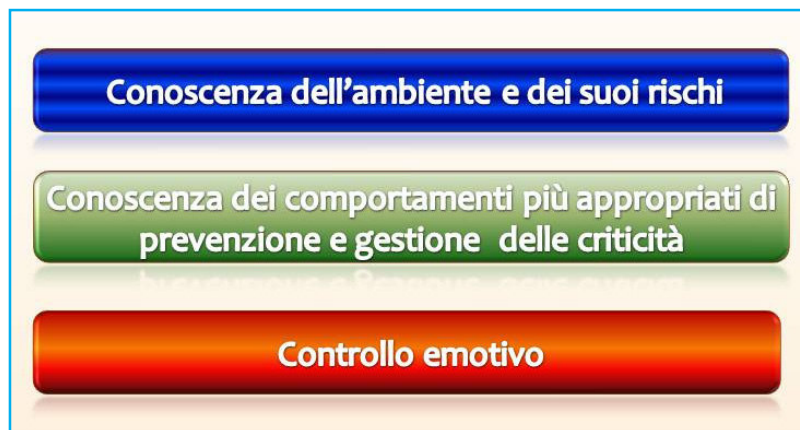 Conoscenza dell’ambiente e dei suoi rischi
Conoscenza dei comportamenti più appropriati di
prevenzione e gestione delle criticità
Controllo emotivo